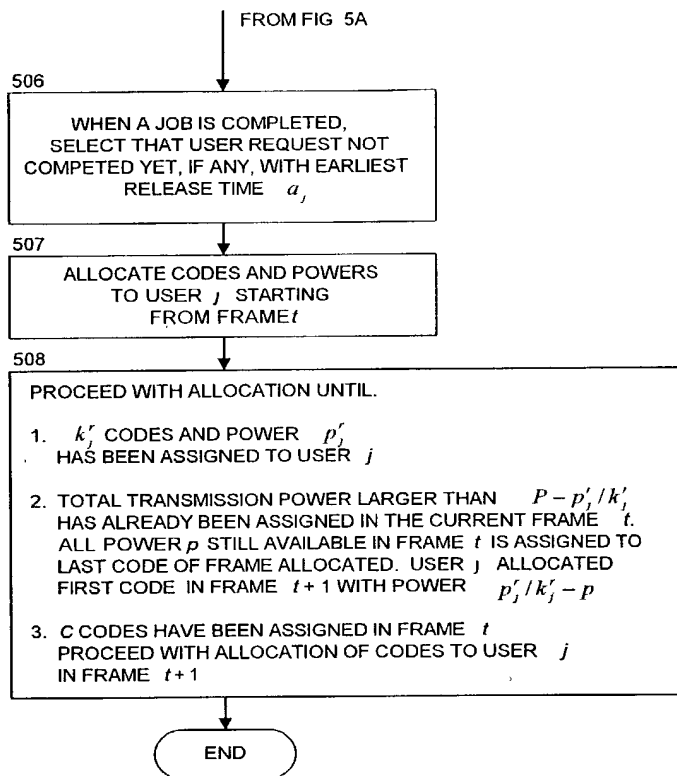 FROM FIG 5A
506
WHEN A JOB IS COMPLETED,
SELECT THAT USER REQUEST NOT
COMPETED YET, IF ANY, WITH EARLIEST
RELEASE TIME a_j
507
ALLOCATE CODES AND POWERS
TO USER j STARTING
FROM FRAME t
508
PROCEED WITH ALLOCATION UNTIL.
1. k_j^r CODES AND POWER p_j^r
HAS BEEN ASSIGNED TO USER j
2. TOTAL TRANSMISSION POWER LARGER THAN P - p_j^r / k_j^r
HAS ALREADY BEEN ASSIGNED IN THE CURRENT FRAME t.
ALL POWER p STILL AVAILABLE IN FRAME t IS ASSIGNED TO
LAST CODE OF FRAME ALLOCATED. USER j ALLOCATED
FIRST CODE IN FRAME t+1 WITH POWER p_j^r / k_j^r - p
3. C CODES HAVE BEEN ASSIGNED IN FRAME t
PROCEED WITH ALLOCATION OF CODES TO USER j
IN FRAME t+1
END